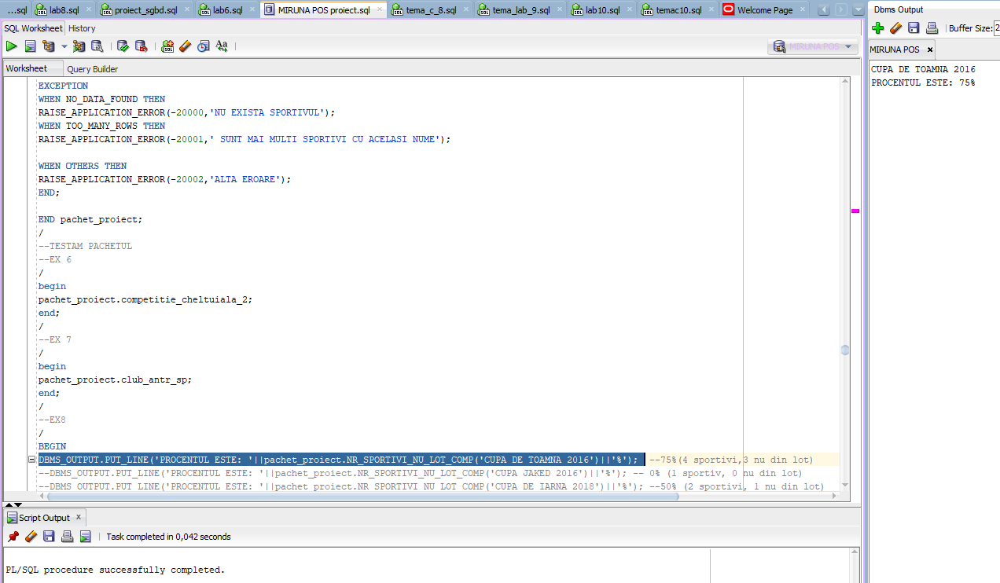 ...sql
lab8.sql
proiect_sgbd.sql
lab6.sql
MIRUNA POS proiect.sql
tema_c_8.sql
tema_lab_9.sql
lab10.sql
temac10.sql
Welcome Page
SQL Worksheet History
MIRUNA POS
Worksheet Query Builder
EXCEPTION
WHEN NO_DATA_FOUND THEN
RAISE_APPLICATION_ERROR(-20000,'NU EXISTA SPORTIVUL');
WHEN TOO_MANY_ROWS THEN
RAISE_APPLICATION_ERROR(-20001,' SUNT MAI MULTI SPORTIVI CU ACELASI NUME');
WHEN OTHERS THEN
RAISE_APPLICATION_ERROR(-20002,'ALTA EROARE');
END;
END pachet_proiect;
/
--TESTAM PACHETUL
--EX 6
/
begin
pachet_proiect.competitie_cheltuiala_2;
end;
/
--EX 7
/
begin
pachet_proiect.club_antr_sp;
end;
/
--EX8
/
BEGIN
DBMS_OUTPUT.PUT_LINE('PROCENTUL ESTE: '||pachet_proiect.NR_SPORTIVI_NU_LOT_COMP('CUPA DE TOAMNA 2016')||'%'); --75%(4 sportivi,3 nu din lot)
--DBMS_OUTPUT.PUT_LINE('PROCENTUL ESTE: '||pachet_proiect.NR_SPORTIVI_NU_LOT_COMP('CUPA JAKED 2016')||'%'); -- 0% (1 sportiv, 0 nu din lot)
--DBMS_OUTPUT.PUT_LINE('PROCENTUL ESTE: '||pachet_proiect.NR_SPORTIVI_NU_LOT_COMP('CUPA DE IARNA 2018')||'%'); --50% (2 sportivi, 1 nu din lot)
Script Output
Task completed in 0,042 seconds
PL/SQL procedure successfully completed.
Dbms Output
Buffer Size: 2
MIRUNA POS
CUPA DE TOAMNA 2016
PROCENTUL ESTE: 75%